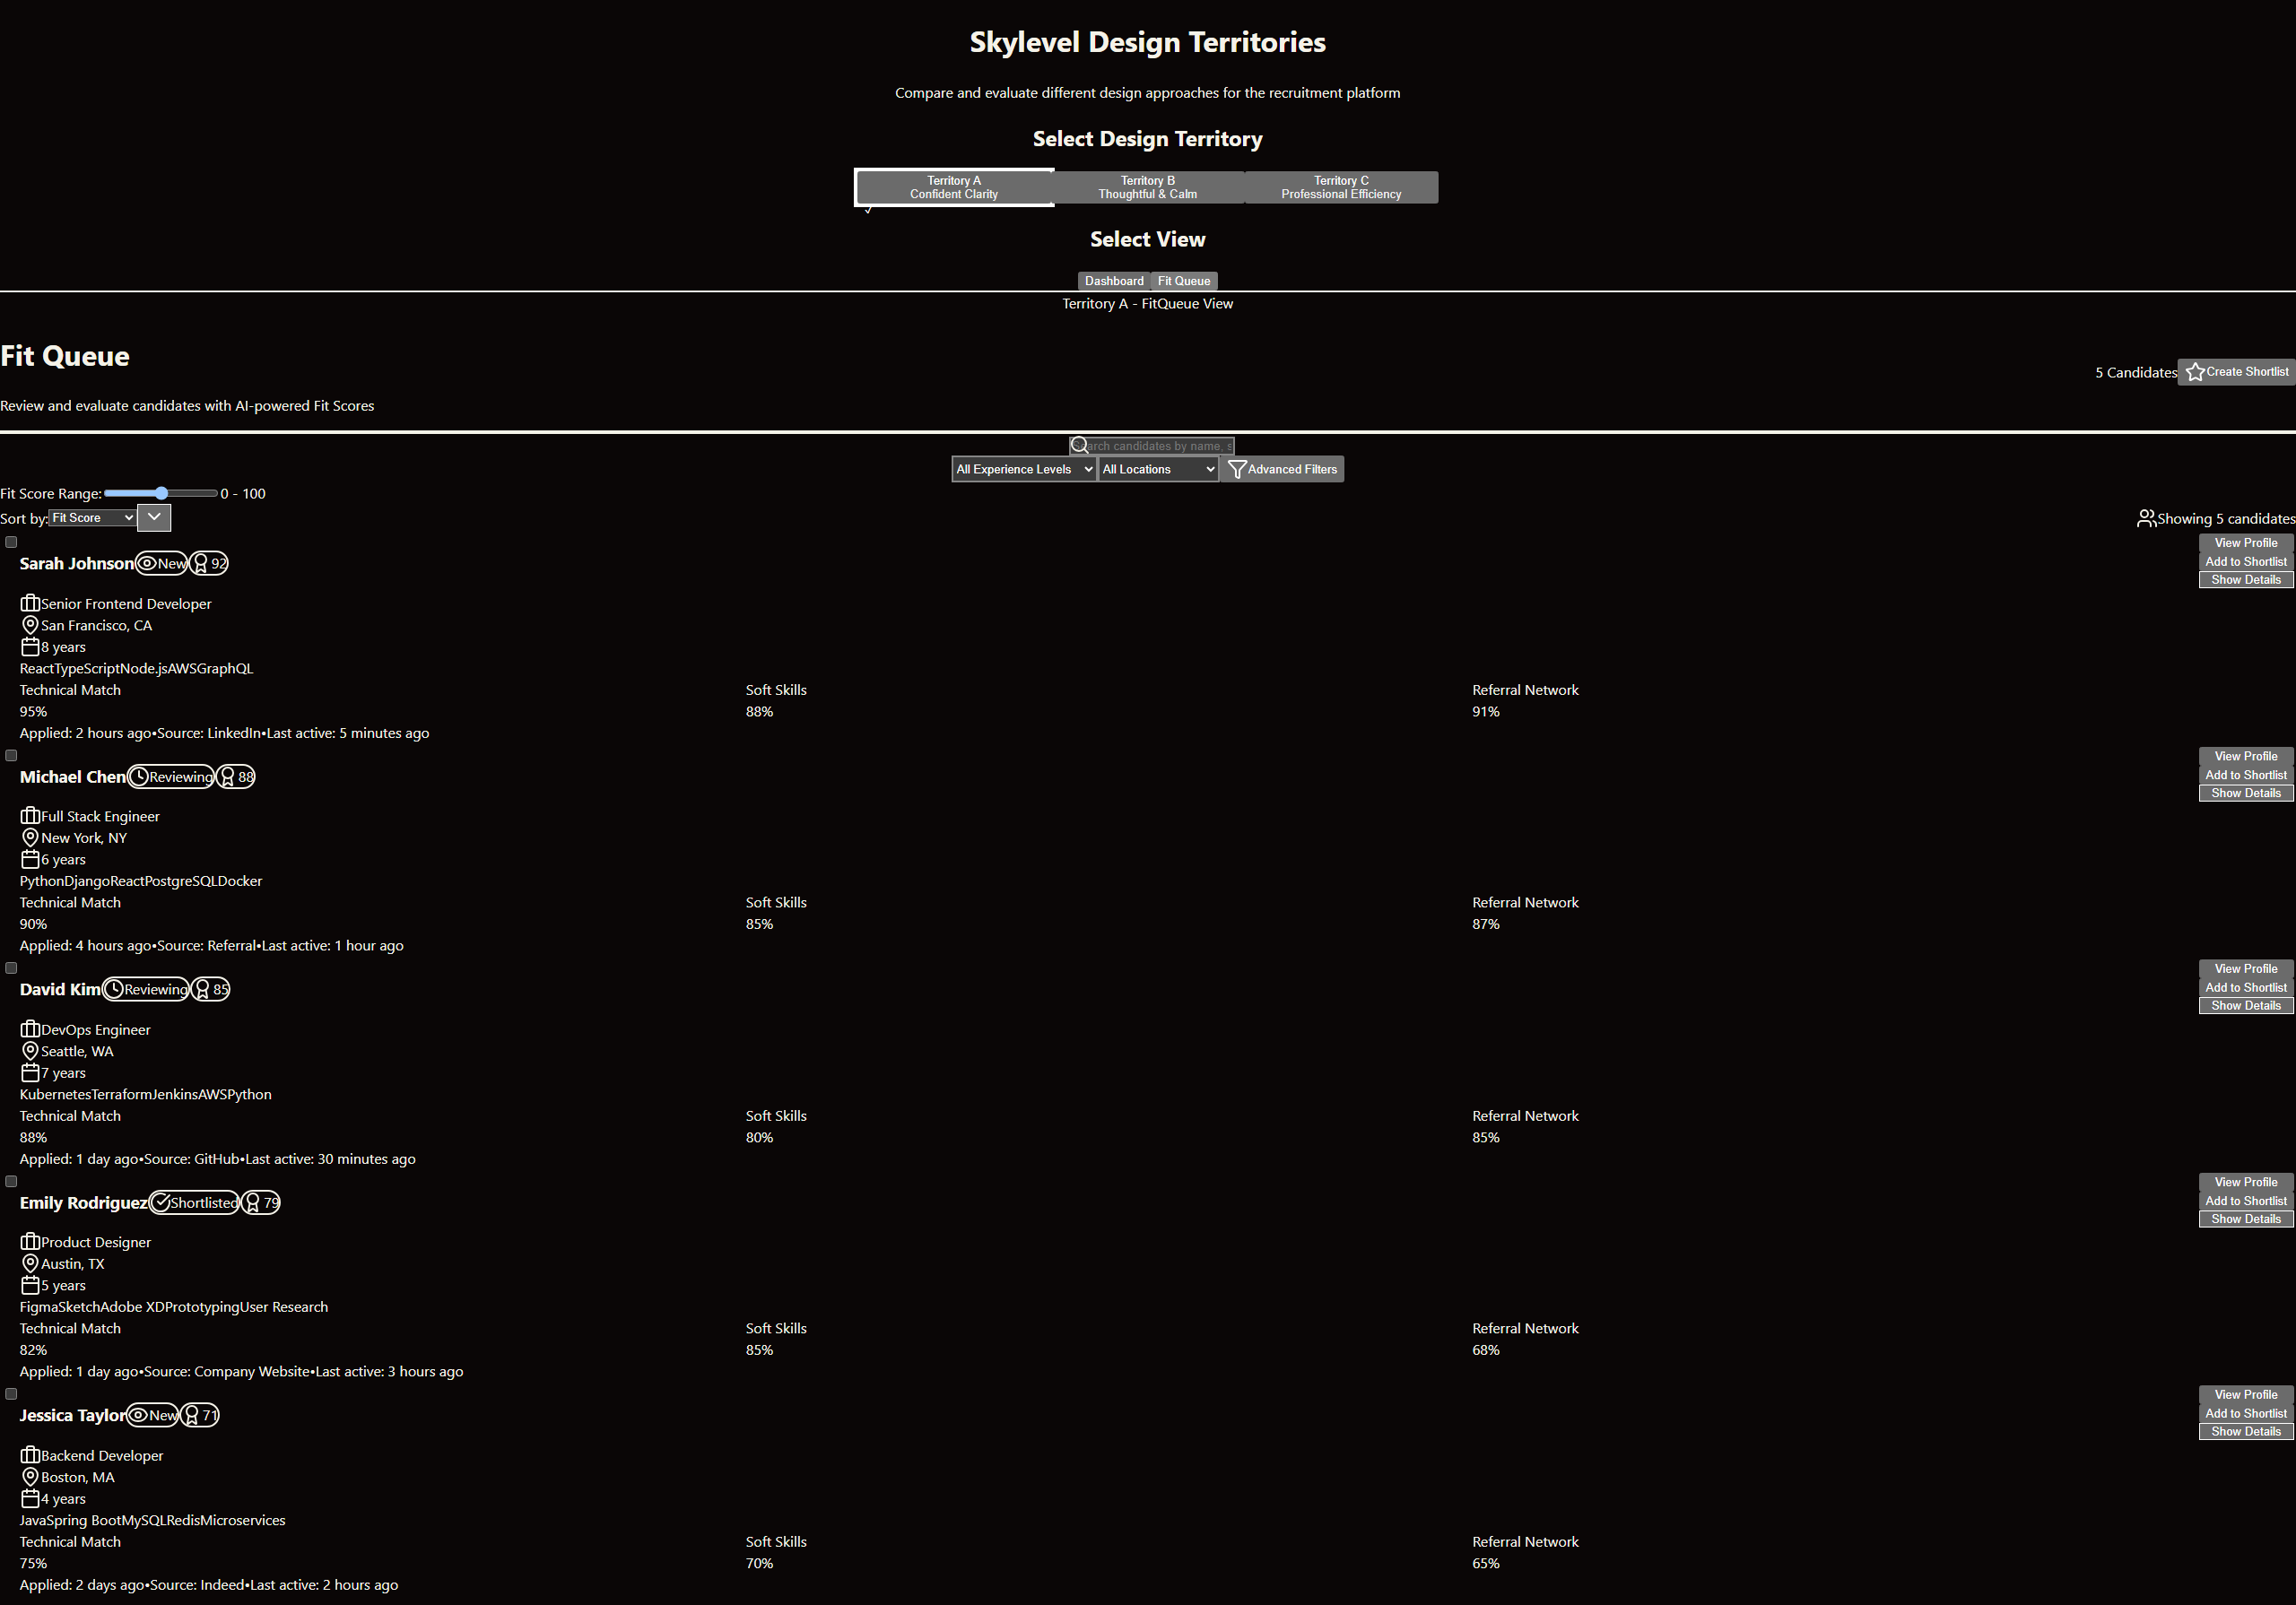 Skylevel Design Territories
Compare and evaluate different design approaches for the recruitment platform
Select Design Territory
Territory A
Confident Clarity
Territory B
Thoughtful & Calm
Territory C
Professional Efficiency
✓
Select View
Dashboard Fit Queue
Territory A - FitQueue View
Fit Queue
5 Candidates Create Shortlist
Review and evaluate candidates with AI-powered Fit Scores
Search candidates by name, s
All Experience Levels All Locations Advanced Filters
Fit Score Range: 0 - 100
Sort by: Fit Score
Showing 5 candidates
Sarah Johnson New 92
View Profile
Add to Shortlist
Show Details
Senior Frontend Developer
San Francisco, CA
8 years
ReactTypeScriptNode.jsAWSGraphQL
Technical Match Soft Skills Referral Network
95% 88% 91%
Applied: 2 hours ago•Source: LinkedIn•Last active: 5 minutes ago
Michael Chen Reviewing 88
View Profile
Add to Shortlist
Show Details
Full Stack Engineer
New York, NY
6 years
PythonDjangoReactPostgreSQLDocker
Technical Match Soft Skills Referral Network
90% 85% 87%
Applied: 4 hours ago•Source: Referral•Last active: 1 hour ago
David Kim Reviewing 85
View Profile
Add to Shortlist
Show Details
DevOps Engineer
Seattle, WA
7 years
KubernetesTerraformJenkinsAWSPython
Technical Match Soft Skills Referral Network
88% 80% 85%
Applied: 1 day ago•Source: GitHub•Last active: 30 minutes ago
Emily Rodriguez Shortlisted 79
View Profile
Add to Shortlist
Show Details
Product Designer
Austin, TX
5 years
FigmaSketchAdobe XDPrototypingUser Research
Technical Match Soft Skills Referral Network
82% 85% 68%
Applied: 1 day ago•Source: Company Website•Last active: 3 hours ago
Jessica Taylor New 71
View Profile
Add to Shortlist
Show Details
Backend Developer
Boston, MA
4 years
JavaSpring BootMySQLRedisMicroservices
Technical Match Soft Skills Referral Network
75% 70% 65%
Applied: 2 days ago•Source: Indeed•Last active: 2 hours ago